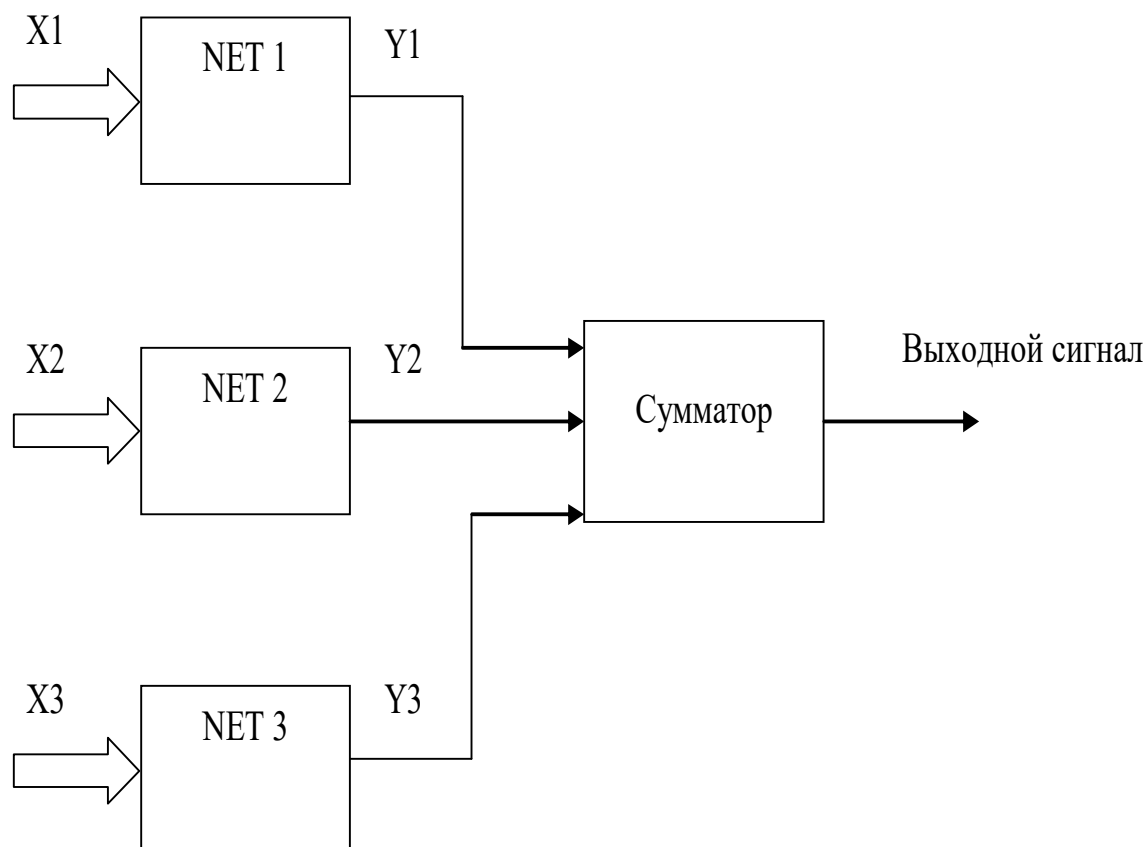 X1
NET 1
Y1
X2
NET 2
Y2
Сумматор
Выходной сигнал
X3
NET 3
Y3